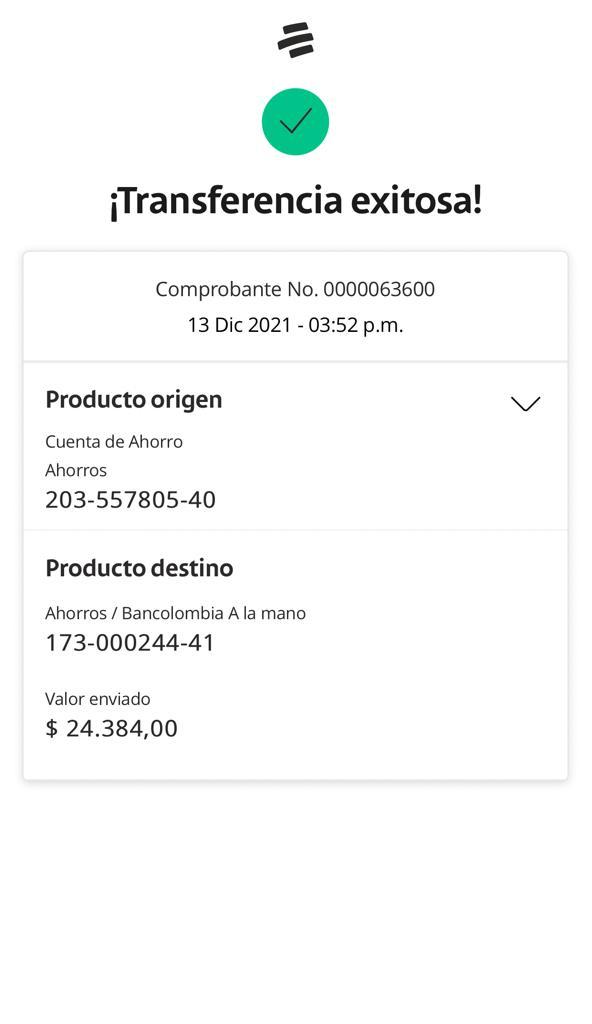 ¡Transferencia exitosa!
Comprobante No. 0000063600
13 Dic 2021 - 03:52 p.m.
Producto origen
Cuenta de Ahorro
Ahorros
203-557805-40
Producto destino
Ahorros / Bancolombia A la mano
173-000244-41
Valor enviado
$ 24.384,00